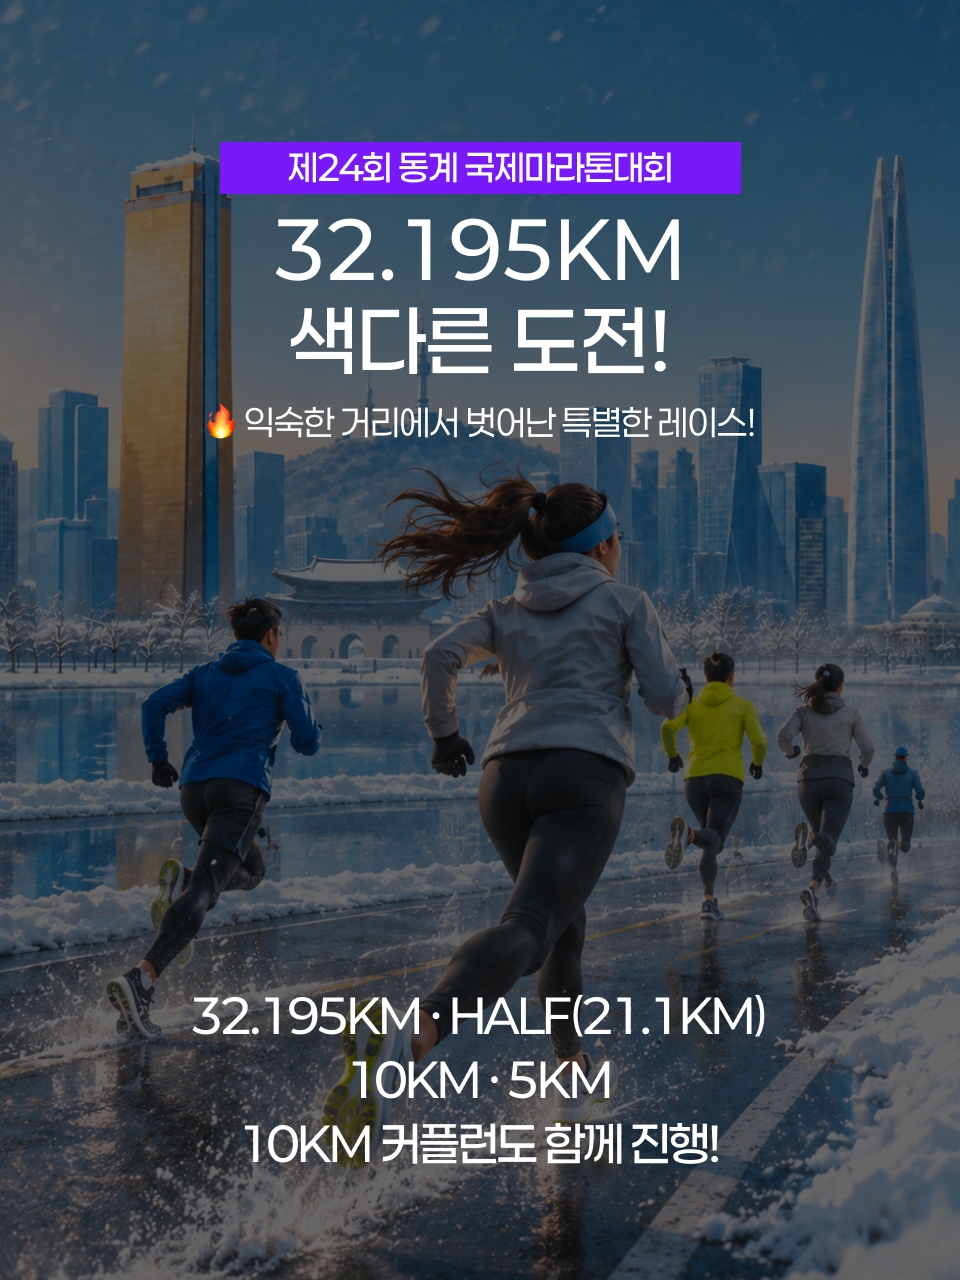 제24회 동계 국제마라톤대회
32.195KM
색다른 도전!
🔥 익숙한 거리에서 벗어난 특별한 레이스!
32.195KM · HALF(21.1KM)
10KM · 5KM
10KM 커플런도 함께 진행!